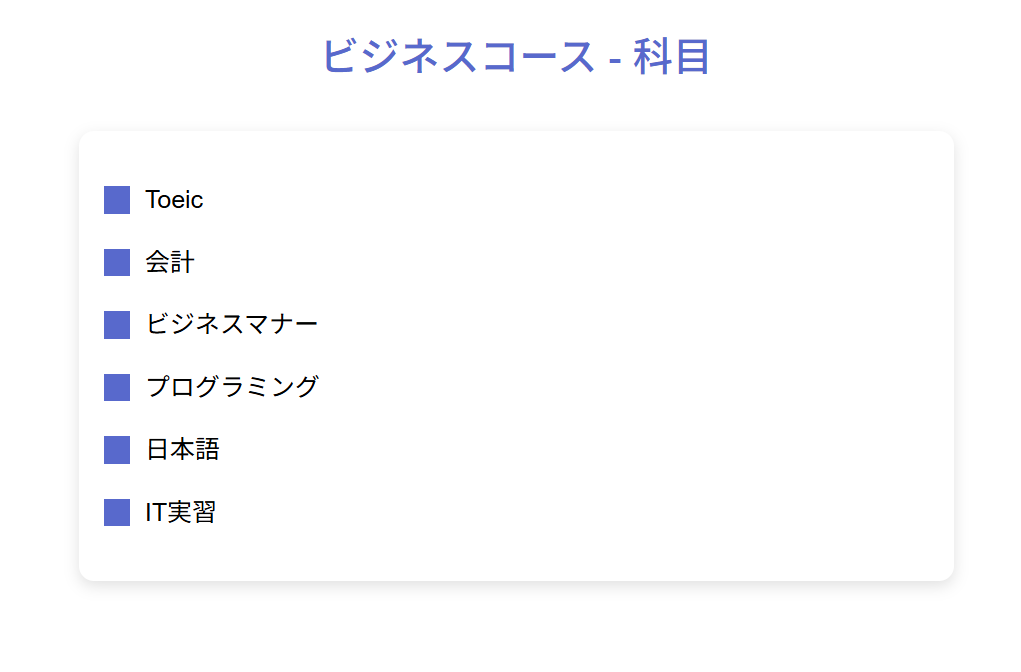 ビジネスコース - 科目
Toeic
会計
ビジネスマナー
プログラミング
日本語
IT実習